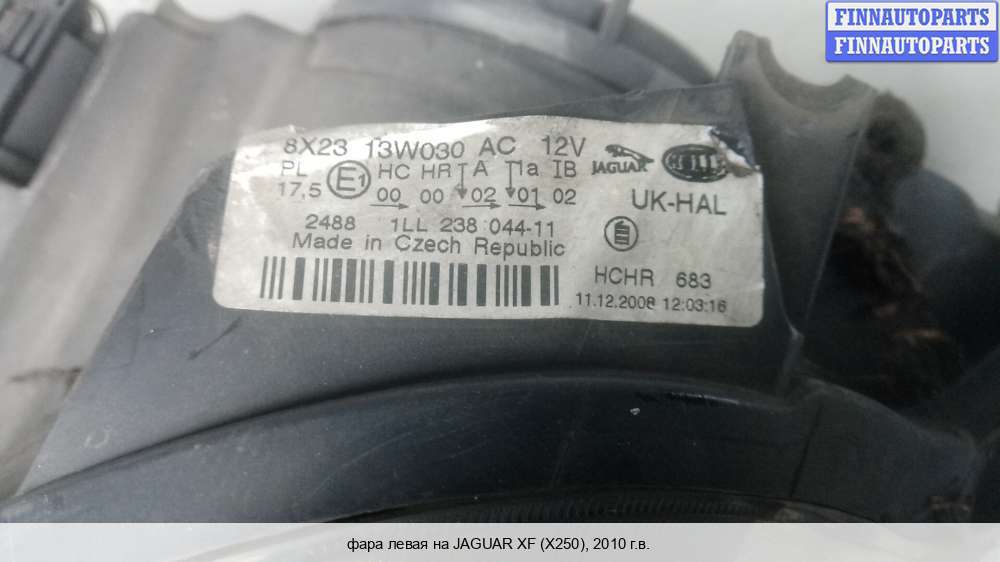 FINNAUTOPARTS
FINNAUTOPARTS
8X23 13W030 AC 12V
PL E1 HC HR A 1a IB JAGUAR HELLA
17,5 00 00 02 01 02 UK-HAL
2488 1LL 238 044-11
Made in Czech Republic
HCHR 683
11.12.2008 12:03:16
фара левая на JAGUAR XF (X250), 2010 г.в.